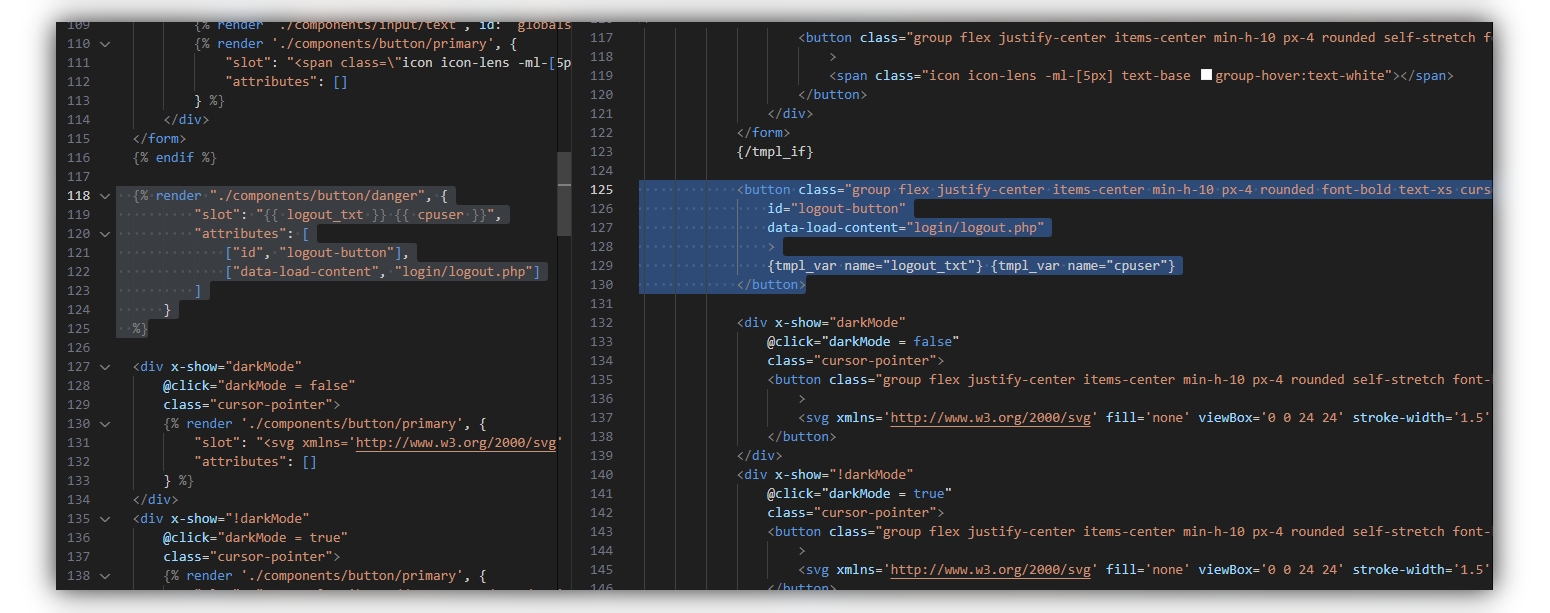 109 {% render './components/input/text', id: "globals
110 {% render './components/button/primary', {
111 "slot": "<span class=\"icon icon-lens -ml-[5p
112 "attributes": []
113 } %}
114 </div>
115 </form>
116 {% endif %}
117
118 {% render "./components/button/danger", {
119 "slot": "{{ logout_txt }} {{ cpuser }}",
120 "attributes": [
121 ["id", "logout-button"],
122 ["data-load-content", "login/logout.php"]
123 ]
124 }
125 %}
126
127 <div x-show="darkMode"
128 @click="darkMode = false"
129 class="cursor-pointer">
130 {% render './components/button/primary', {
131 "slot": "<svg xmlns='http://www.w3.org/2000/svg'
132 "attributes": []
133 } %}
134 </div>
135 <div x-show="!darkMode"
136 @click="darkMode = true"
137 class="cursor-pointer">
138 {% render './components/button/primary', {
117 <button class="group flex justify-center items-center min-h-10 px-4 rounded self-stretch f
118 >
119 <span class="icon icon-lens -ml-[5px] text-base group-hover:text-white"></span>
120 </button>
121 </div>
122 </form>
123 {/tmpl_if}
124
125 <button class="group flex justify-center items-center min-h-10 px-4 rounded font-bold text-xs curs
126 id="logout-button"
127 data-load-content="login/logout.php"
128 >
129 {tmpl_var name="logout_txt"} {tmpl_var name="cpuser"}
130 </button>
131
132 <div x-show="darkMode"
133 @click="darkMode = false"
134 class="cursor-pointer">
135 <button class="group flex justify-center items-center min-h-10 px-4 rounded self-stretch font-
136 >
137 <svg xmlns='http://www.w3.org/2000/svg' fill='none' viewBox='0 0 24 24' stroke-width='1.5'
138 </button>
139 </div>
140 <div x-show="!darkMode"
141 @click="darkMode = true"
142 class="cursor-pointer">
143 <button class="group flex justify-center items-center min-h-10 px-4 rounded self-stretch font-
144 >
145 <svg xmlns='http://www.w3.org/2000/svg' fill='none' viewBox='0 0 24 24' stroke-width='1.5'
146 </button>